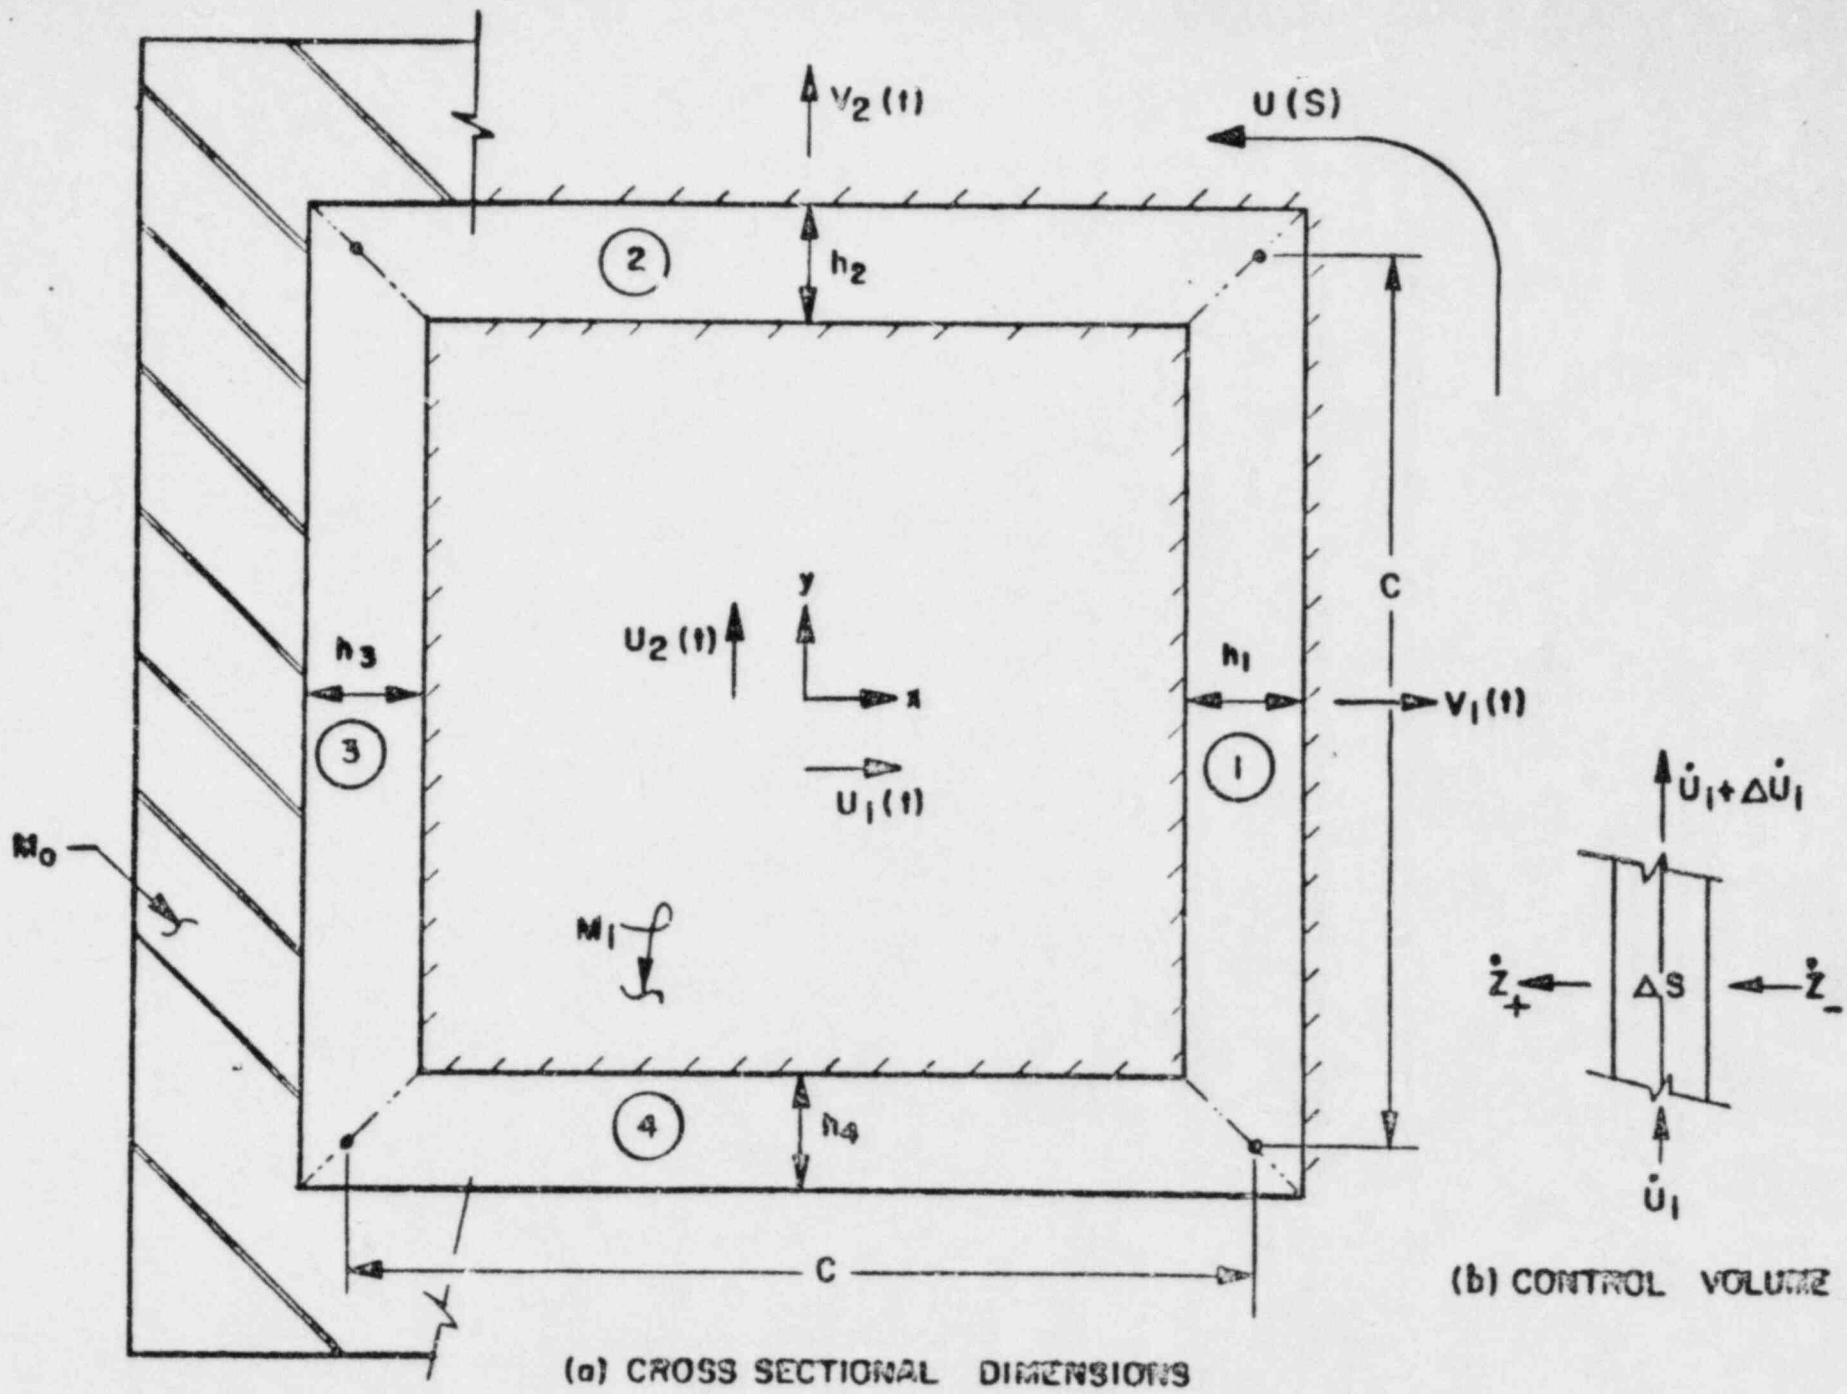 V2 (t)
U (S)
2
h2
C
y
U2 (t)
x
h3
h1
V1 (t)
3
1
U1 (t)
U̇1 + ΔU̇1
M0
M1
Ż+
ΔS
Ż-
4
h4
U̇1
C
(b) CONTROL VOLUME
(a) CROSS SECTIONAL DIMENSIONS